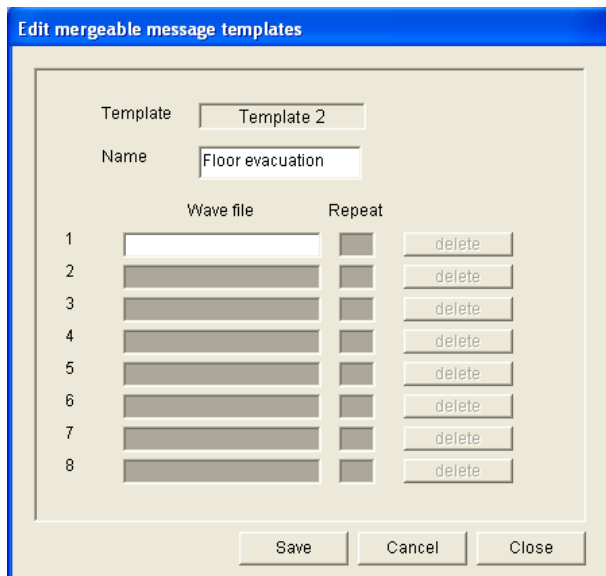 Edit mergeable message templates
Template Template 2
Name Floor evacuation
Wave file Repeat
1 delete
2 delete
3 delete
4 delete
5 delete
6 delete
7 delete
8 delete
Save Cancel Close